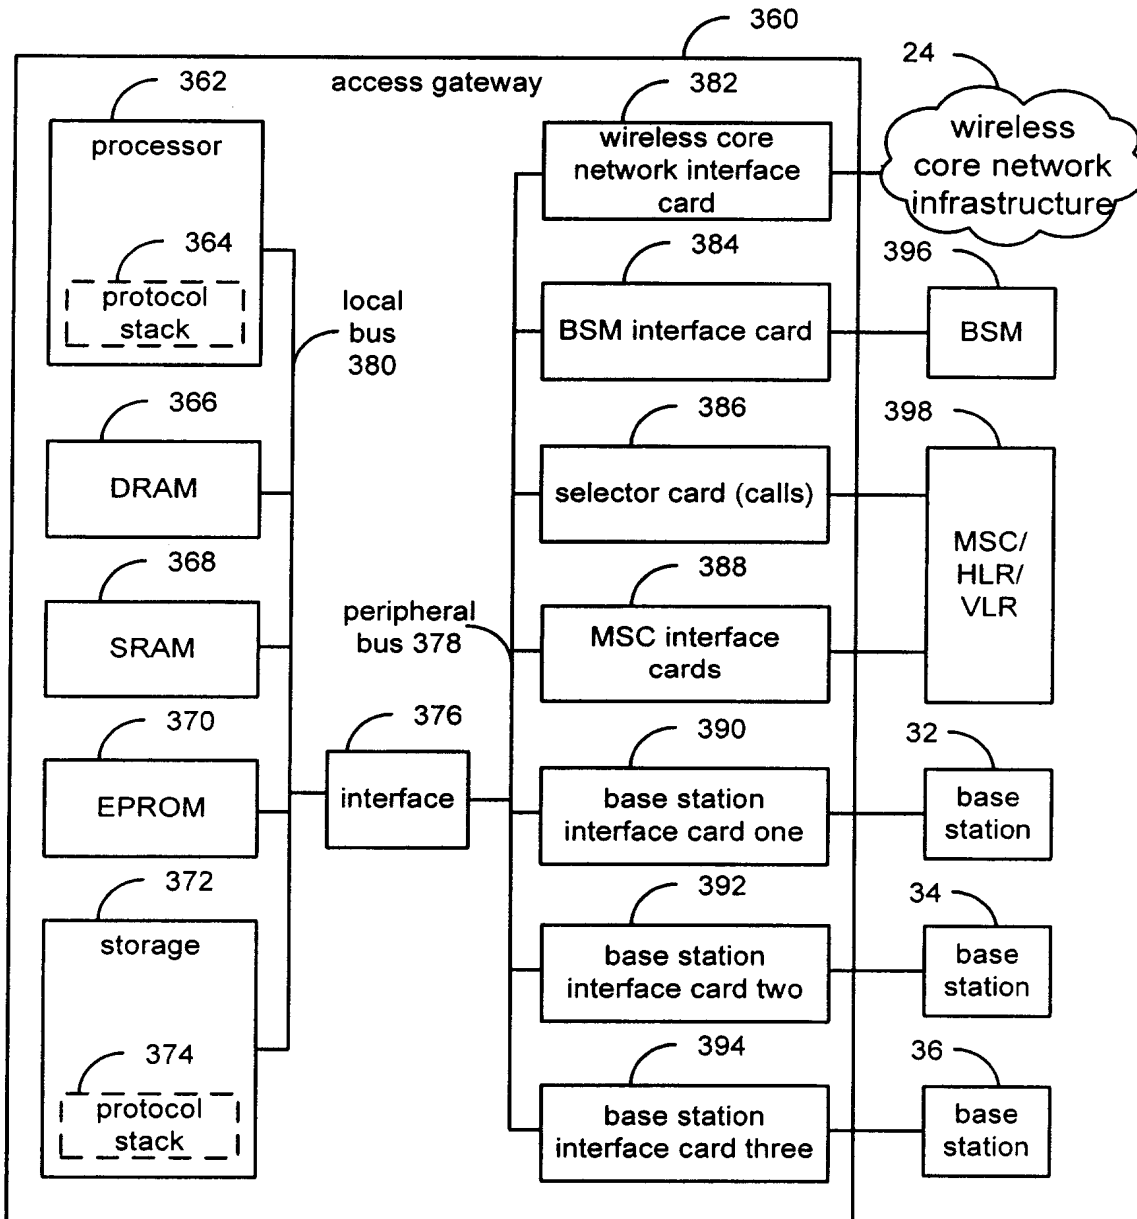 360
access gateway
362
processor
364
protocol
stack
local
bus
380
366
DRAM
368
SRAM
370
EPROM
372
storage
374
protocol
stack
peripheral
bus 378
376
interface
382
wireless core
network interface
card
384
BSM interface card
386
selector card (calls)
388
MSC interface
cards
390
base station
interface card one
392
base station
interface card two
394
base station
interface card three
24
wireless
core network
infrastructure
396
BSM
398
MSC/
HLR/
VLR
32
base
station
34
base
station
36
base
station